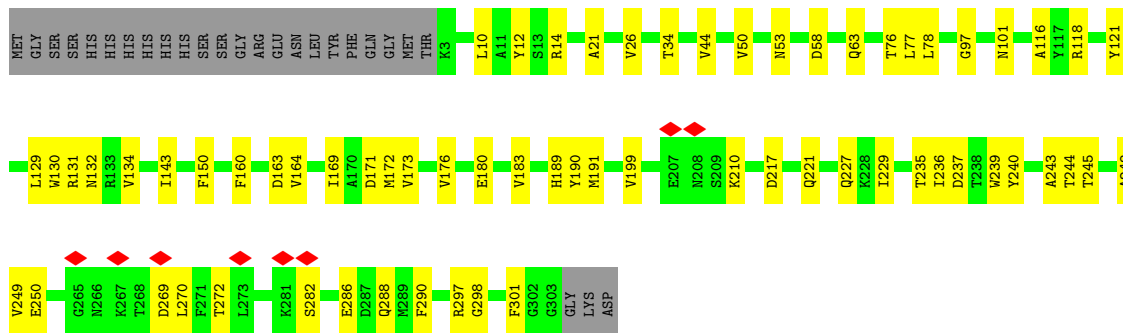 MET GLY SER SER HIS HIS HIS HIS HIS HIS SER SER GLY ARG GLU ASN LEU TYR PHE GLN GLY MET THR K3 L10 A11 Y12 S13 R14 A21 V26 T34 V44 V50 N53 D58 Q63 T76 L77 L78 G97 N101 A116 Y117 R118 Y121
L129 W130 R131 N132 R133 V134 I143 F150 F160 D163 V164 I169 A170 D171 M172 V173 V176 E180 V183 H189 Y190 M191 V199 E207 N208 S209 K210 D217 Q221 Q227 K228 I229 T235 I236 D237 T238 W239 Y240 A243 T244 T245
V249 E250 G265 N266 K267 T268 D269 L270 F271 T272 L273 K281 S282 E286 D287 Q288 M289 F290 R297 G298 F301 G302 G303 GLY LYS ASP